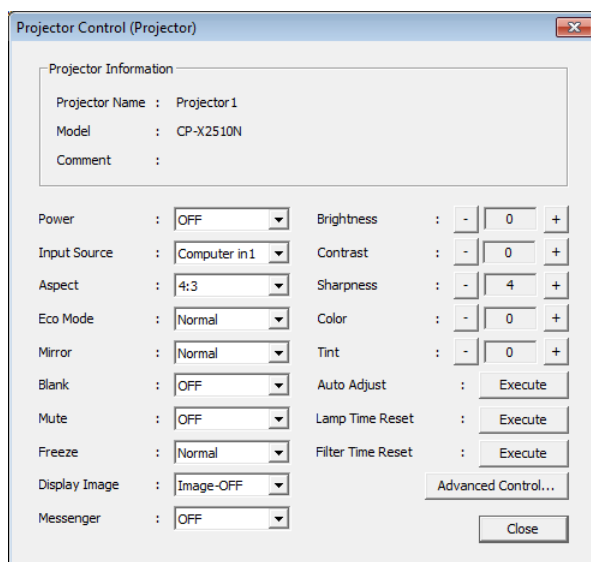 Projector Control (Projector)
Projector Information
Projector Name : Projector1
Model : CP-X2510N
Comment :
Power : OFF Brightness : - 0 +
Input Source : Computer in1 Contrast : - 0 +
Aspect : 4:3 Sharpness : - 4 +
Eco Mode : Normal Color : - 0 +
Mirror : Normal Tint : - 0 +
Blank : OFF Auto Adjust : Execute
Mute : OFF Lamp Time Reset : Execute
Freeze : Normal Filter Time Reset : Execute
Display Image : Image-OFF Advanced Control...
Messenger : OFF Close